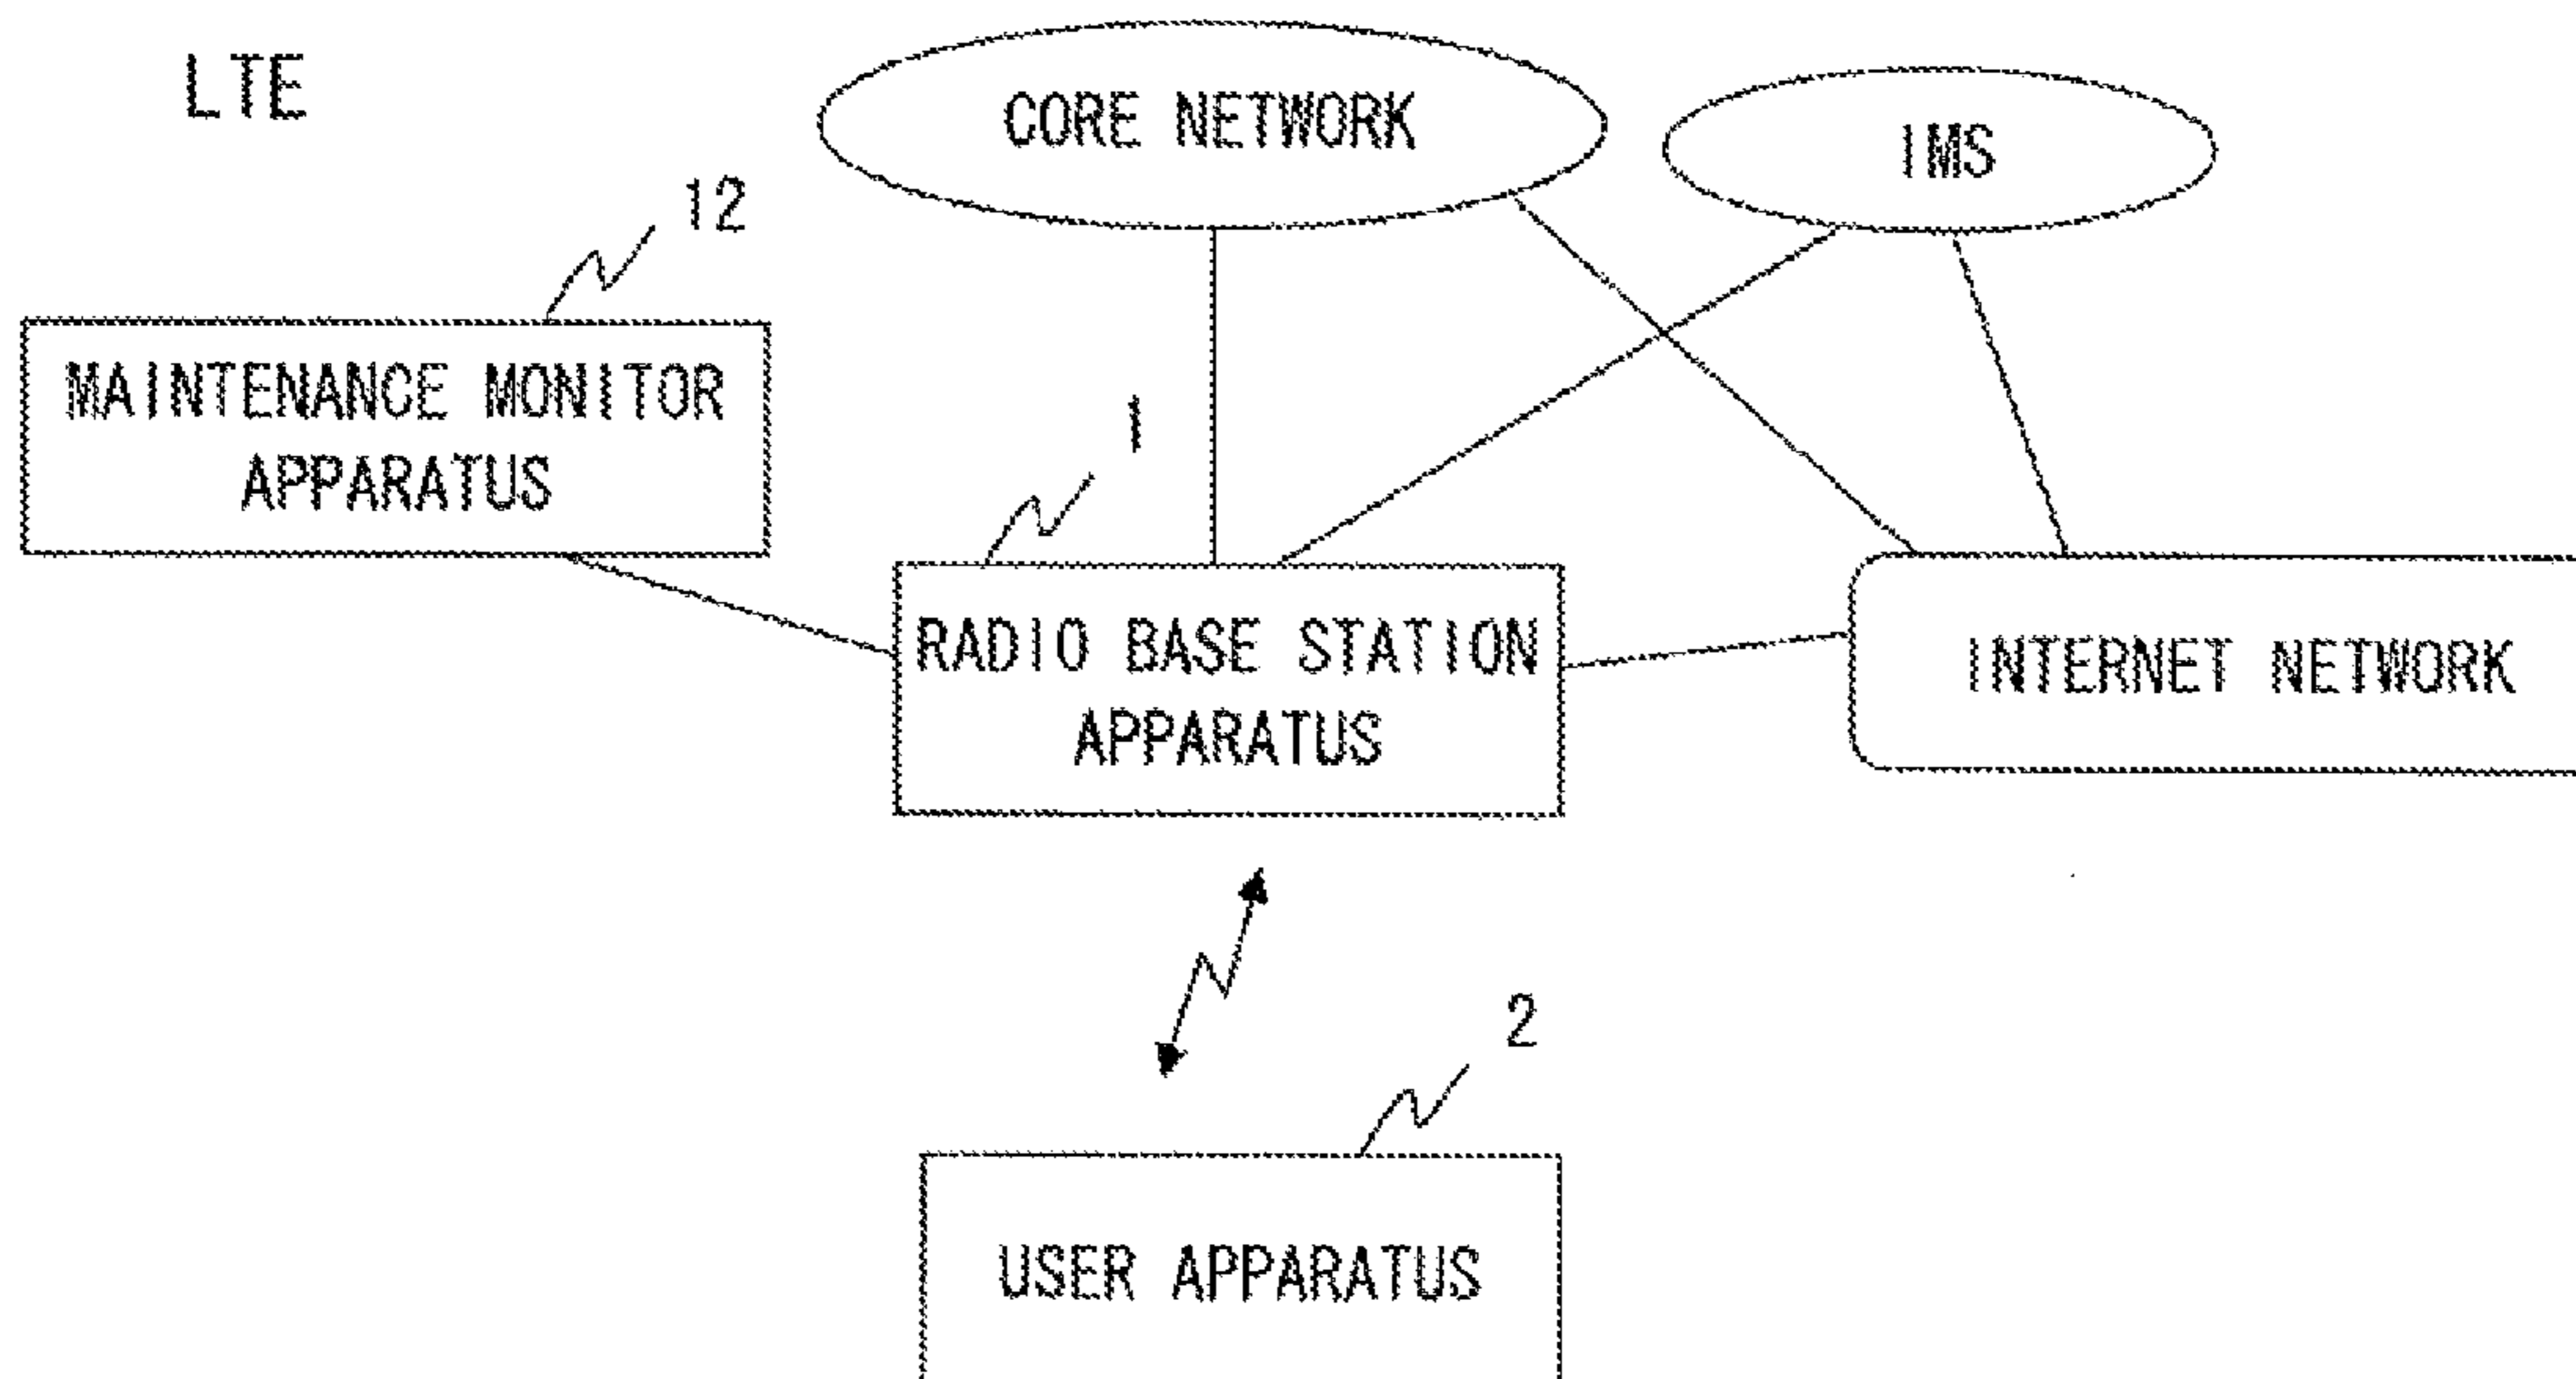 LTE
CORE NETWORK
IMS
12
MAINTENANCE MONITOR
APPARATUS
1
RADIO BASE STATION
APPARATUS
INTERNET NETWORK
2
USER APPARATUS